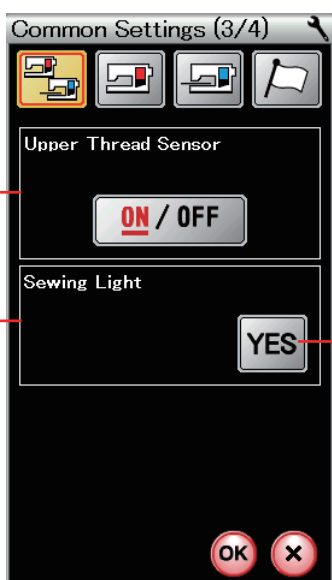 Common Settings (3/4)
Upper Thread Sensor
ON / OFF
Sewing Light
YES
OK